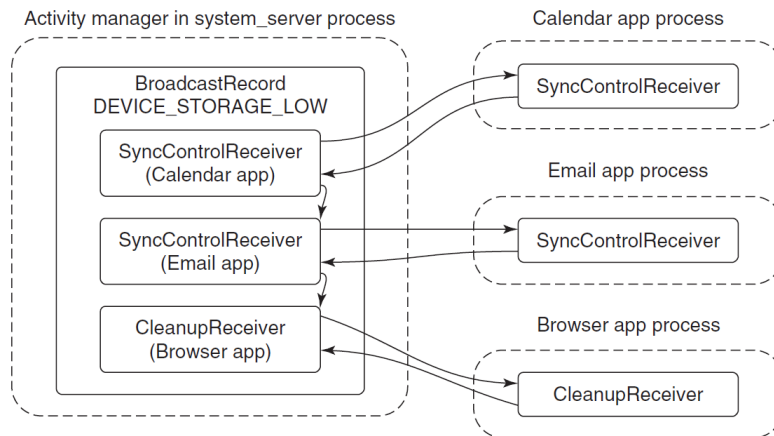 Activity manager in system_server process
BroadcastRecord
DEVICE_STORAGE_LOW
SyncControlReceiver
(Calendar app)
SyncControlReceiver
(Email app)
CleanupReceiver
(Browser app)
Calendar app process
SyncControlReceiver
Email app process
SyncControlReceiver
Browser app process
CleanupReceiver